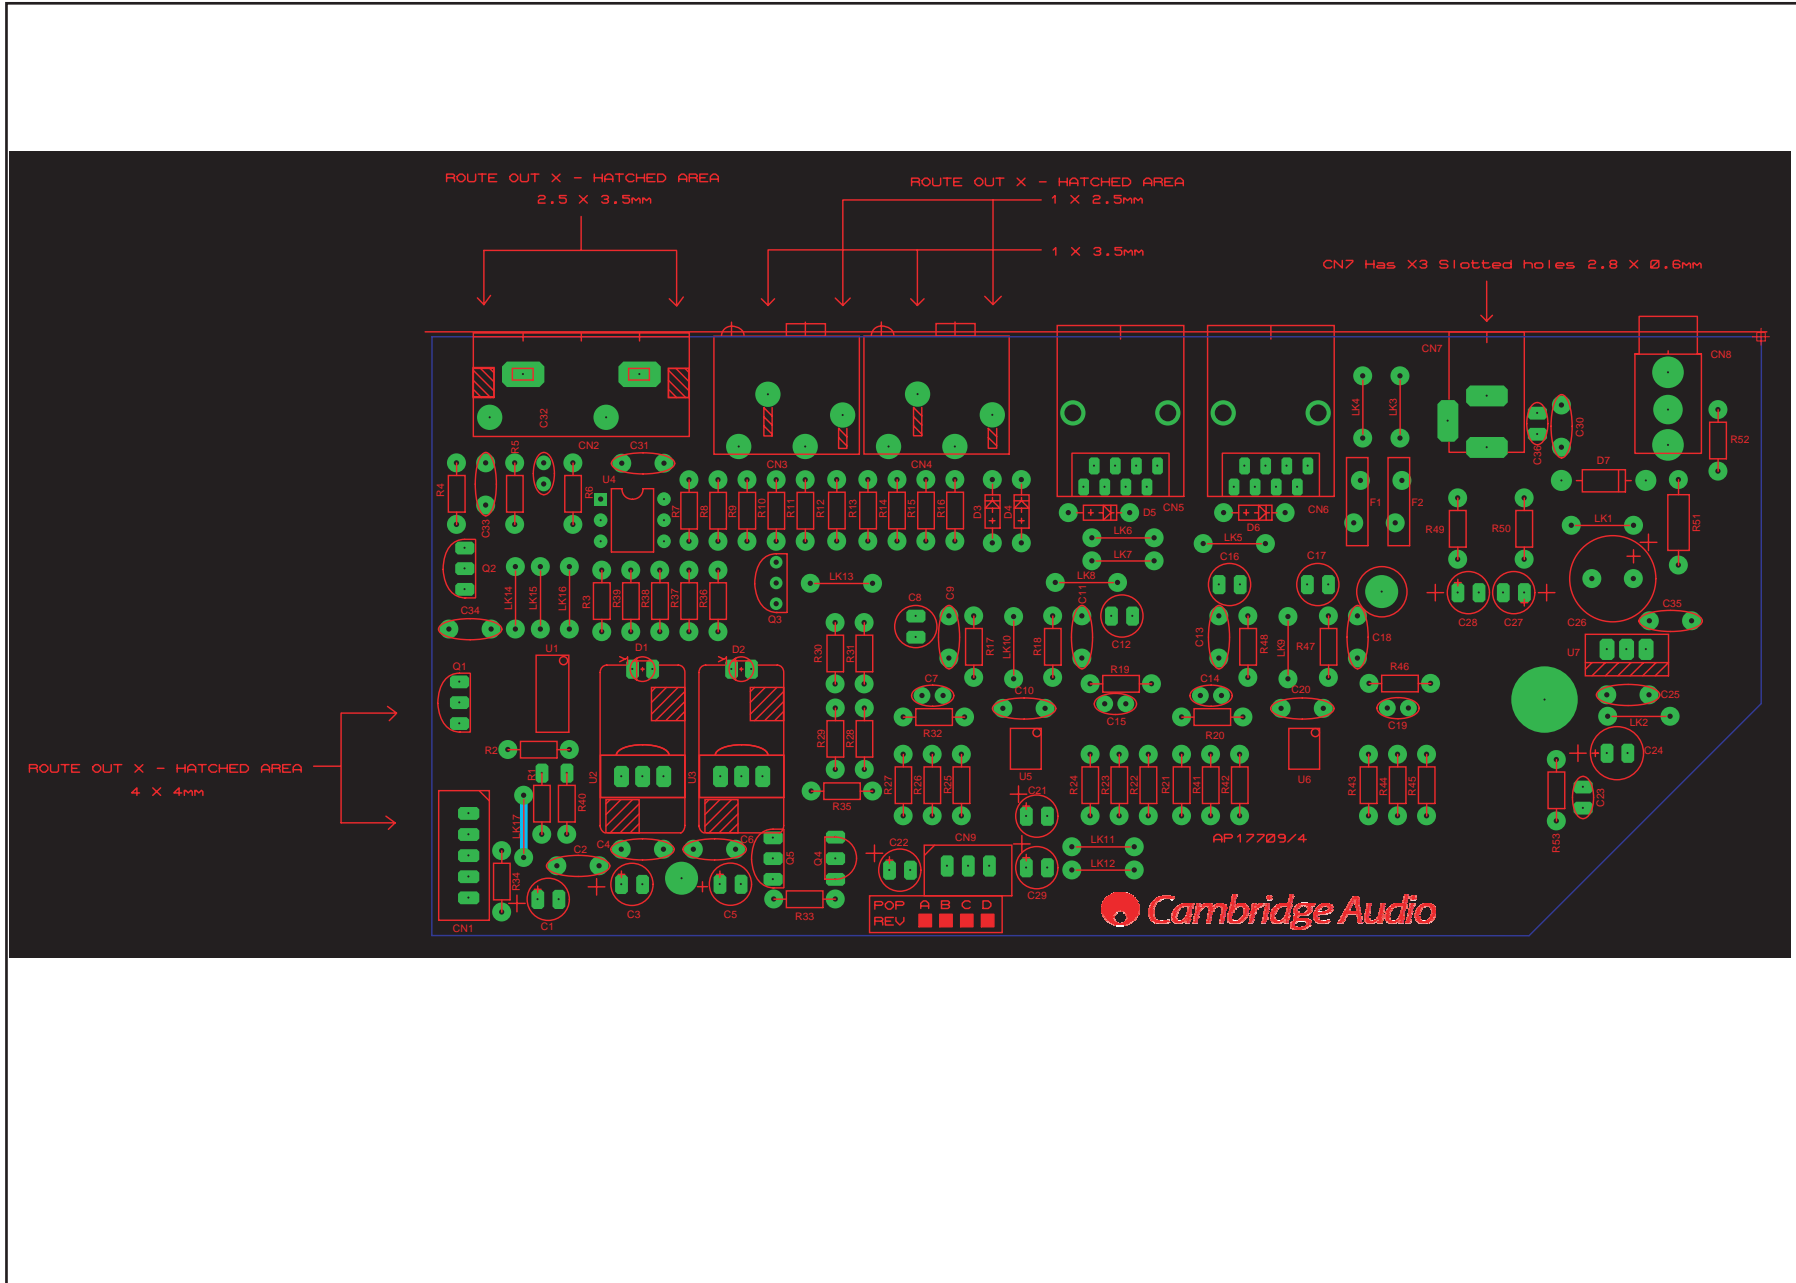 ROUTE OUT X - HATCHED AREA
2.5 X 3.5mm
ROUTE OUT X - HATCHED AREA
1 X 2.5mm
1 X 3.5mm
CN7 Has X3 Slotted holes 2.8 X 0.6mm
CN7
CN8
C32
LK4
LK3
C36
C30
R52
R5
CN2
C31
CN3
CN4
D7
R4
C33
R6
U4
R7
R8
R9
R10
R11
R12
R13
R14
R15
R16
D3
D4
D5
CN5
D6
CN6
F1
F2
R49
R50
LK1
R51
LK6
LK5
LK7
C16
C17
Q2
LK14
LK15
LK16
R3
R39
R38
R37
R36
Q3
LK13
LK8
C34
C8
C9
R17
LK10
R18
C11
C12
C13
R48
LK9
R47
C18
C28
C27
C26
C35
U1
D1
D2
R30
R31
U7
Q1
C7
C10
R19
C15
C14
R20
C20
R46
C19
C25
LK2
R2
R29
R28
R32
U5
U6
C24
ROUTE OUT X - HATCHED AREA
4 X 4mm
R1
R40
U2
U3
R35
R27
R26
R25
R24
R23
R22
R21
R41
R42
R43
R44
R45
C23
R53
LK17
C21
C4
C6
C2
Q5
Q4
C22
CN9
LK11
LK12
AP17709/4
R34
C29
CN1
C1
C3
C5
R33
POP A B C D
REV
Cambridge Audio